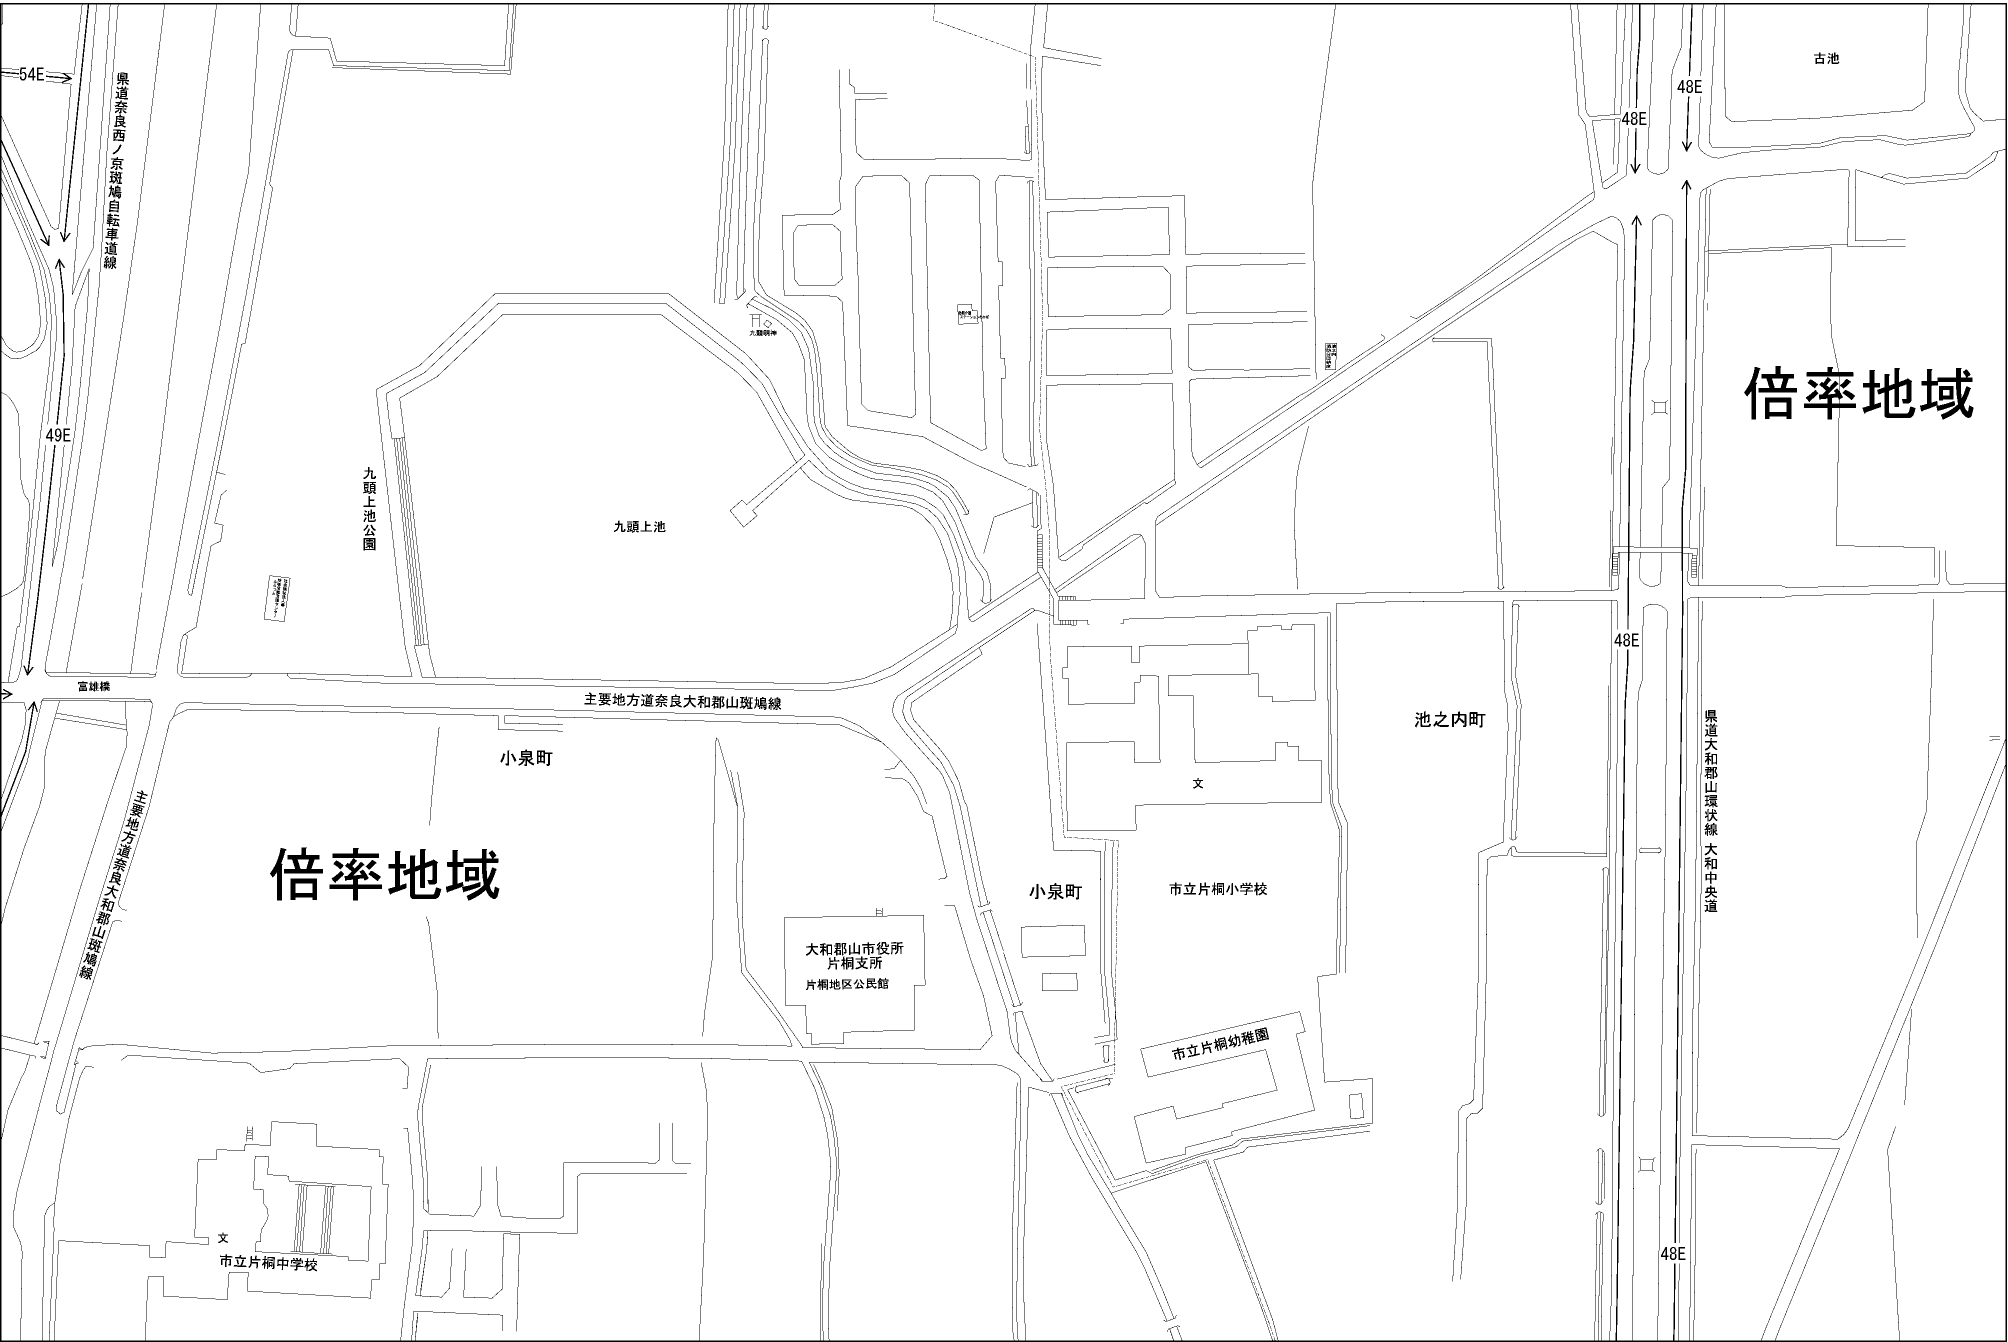 54E
県道奈良西ノ京斑鳩自転車道線
48E
48E
古池
九頭明神
倍率地域
49E
九頭上池公園
九頭上池
48E
富雄橋
主要地方道奈良大和郡山斑鳩線
小泉町
池之内町
県道大和郡山環状線 大和中央道
文
主要地方道奈良大和郡山斑鳩線
倍率地域
小泉町
市立片桐小学校
大和郡山市役所
片桐支所
片桐地区公民館
市立片桐幼稚園
文
市立片桐中学校
48E